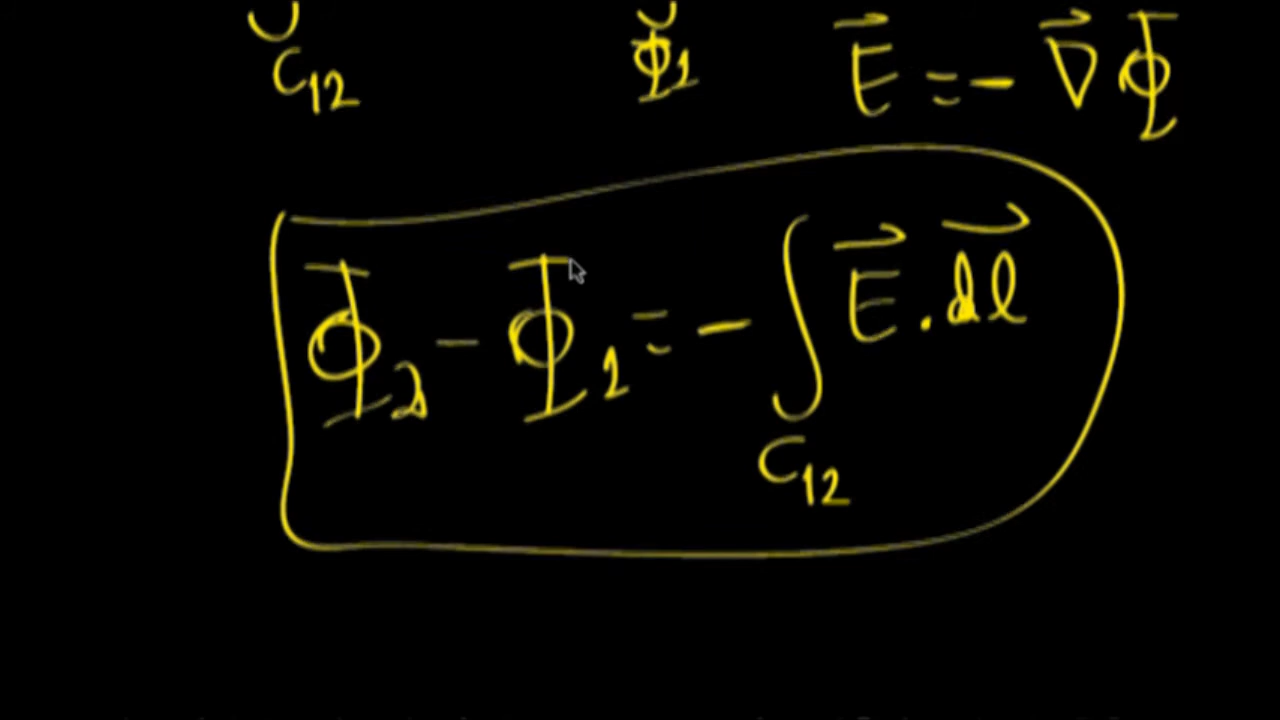 C₁₂ Φ₁ E⃗ = - ∇⃗ Φ
Φ₂ - Φ₁ = - ∫ E⃗ . dl⃗
C₁₂